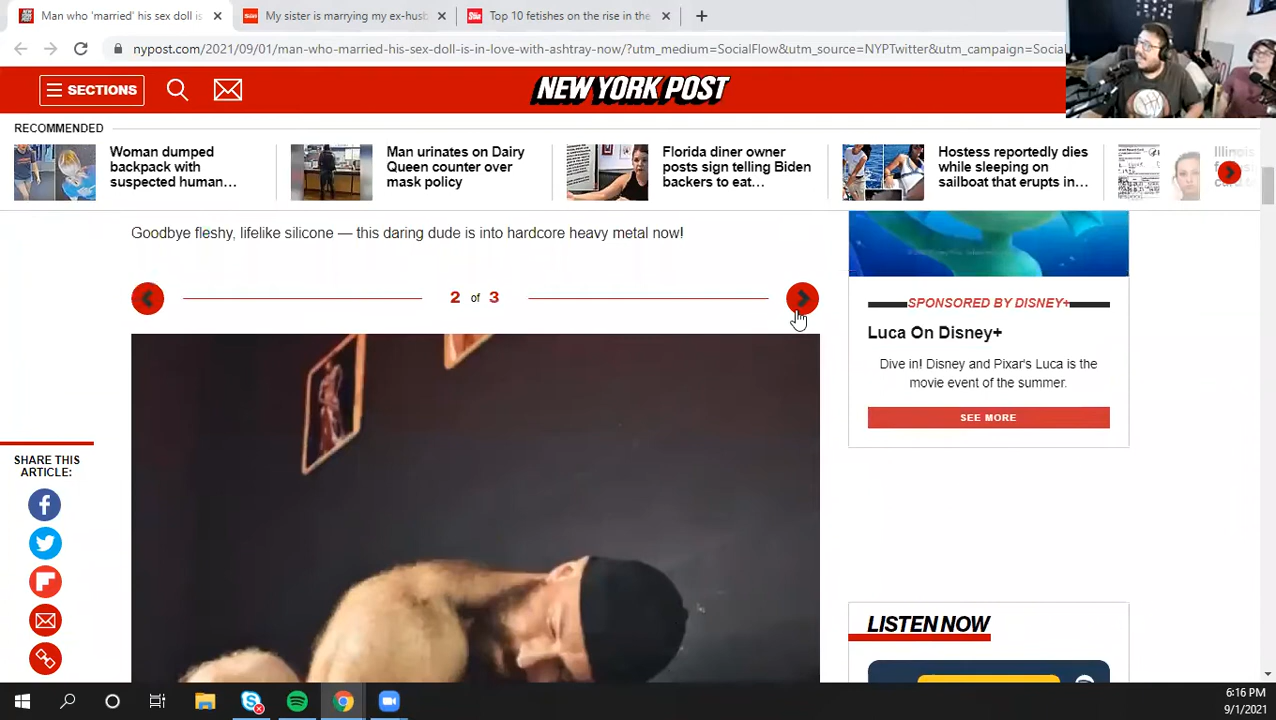 Man who 'married' his sex doll is
My sister is marrying my ex-husb
Top 10 fetishes on the rise in the
nypost.com/2021/09/01/man-who-married-his-sex-doll-is-in-love-with-ashtray-now/?utm_medium=SocialFlow&utm_source=NYPTwitter&utm_campaign=Social
SECTIONS
NEW YORK POST
RECOMMENDED
Woman dumped
backpack with
suspected human...
Man urinates on Dairy
Queen counter over
mask policy
Florida diner owner
posts sign telling Biden
backers to eat...
Hostess reportedly dies
while sleeping on
sailboat that erupts in...
Illinois
Goodbye fleshy, lifelike silicone — this daring dude is into hardcore heavy metal now!
2 of 3
SPONSORED BY DISNEY+
Luca On Disney+
Dive in! Disney and Pixar's Luca is the
movie event of the summer.
SEE MORE
SHARE THIS
ARTICLE:
LISTEN NOW
6:16 PM
9/1/2021